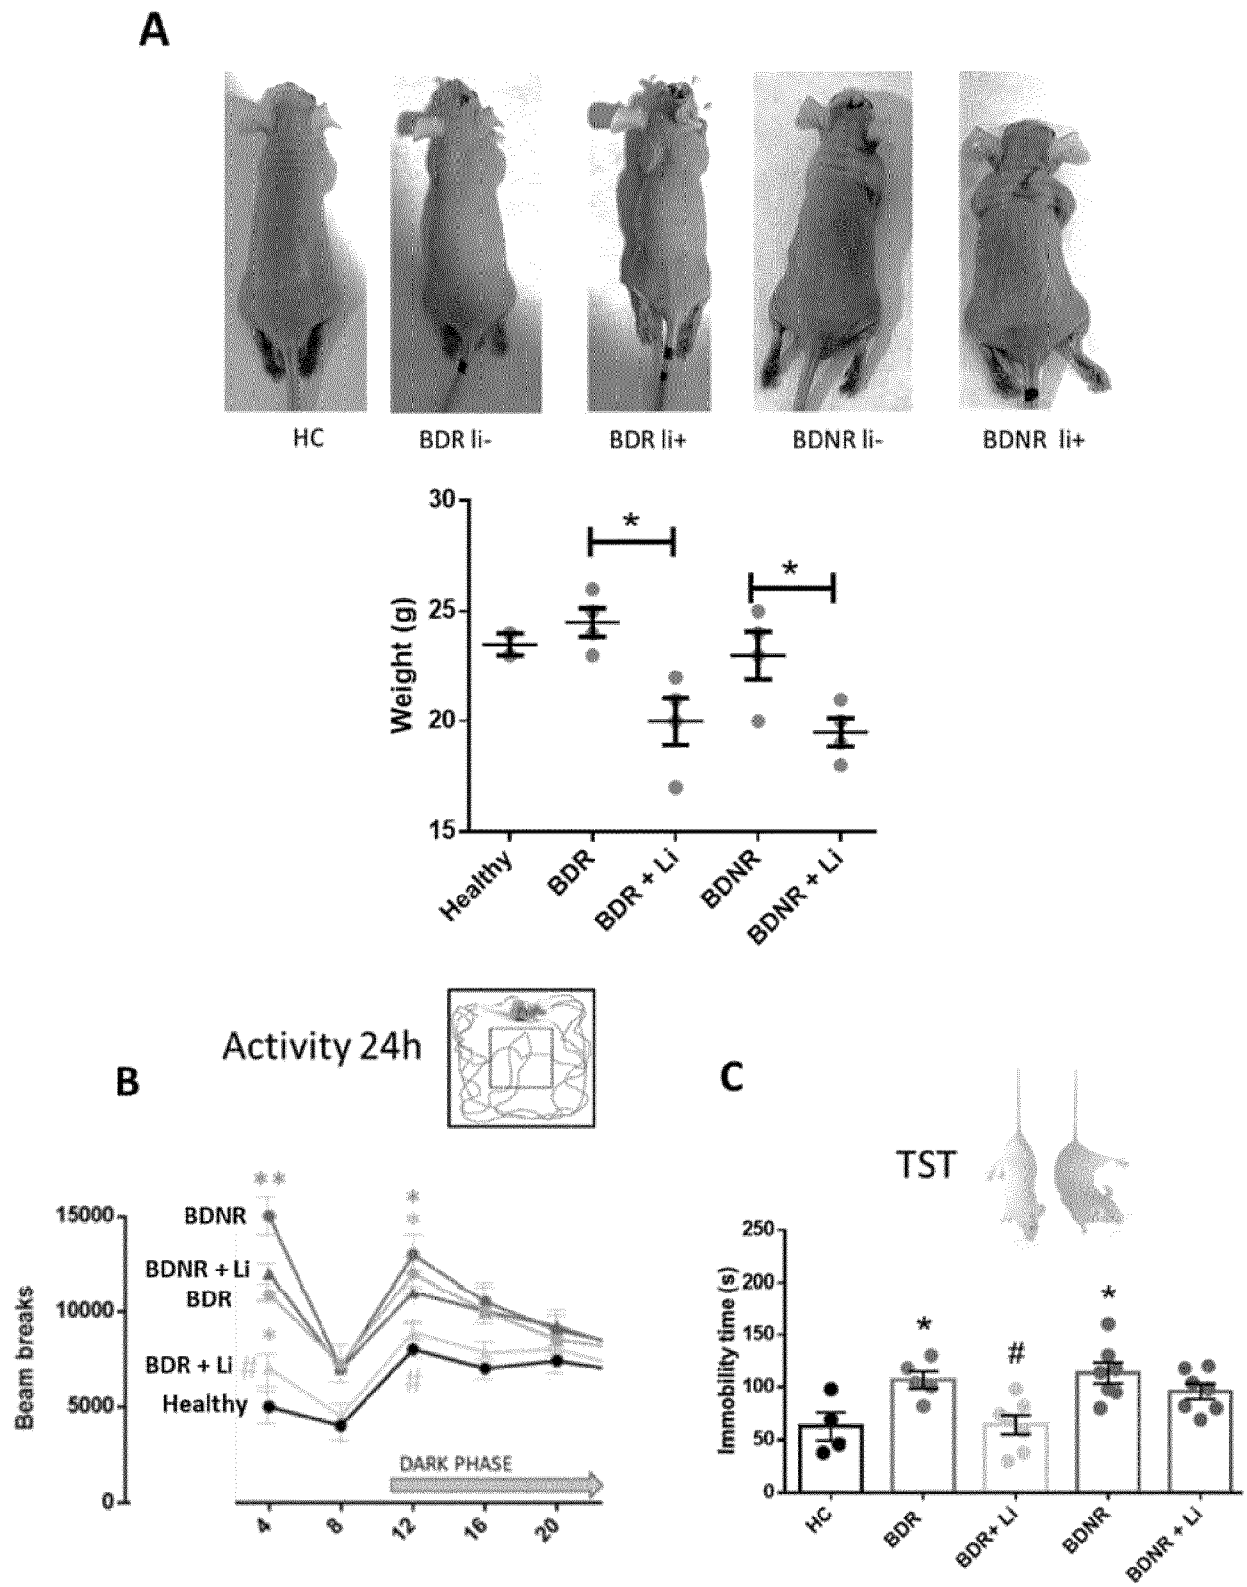 A
HC
BDR li-
BDR li+
BDNR li-
BDNR li+
*
*
30
25
20
15
Weight (g)
Healthy
BDR
BDR + Li
BDNR
BDNR + Li
Activity 24h
B
**
*
*
15000
10000
5000
0
Beam breaks
BDNR
BDNR + Li
BDR
*
BDR + Li
#
Healthy
#
DARK PHASE
4
8
12
16
20
C
TST
250
200
150
100
50
0
Immobility time (s)
*
#
*
HC
BDR
BDR+ Li
BDNR
BDNR + Li